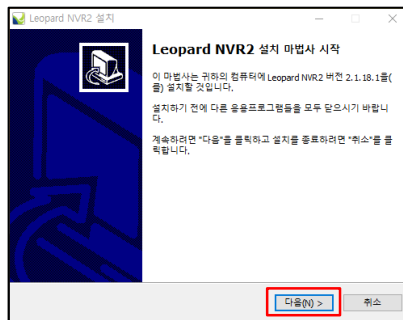 Leopard NVR2 설치
Leopard NVR2 설치 마법사 시작
이 마법사는 귀하의 컴퓨터에 Leopard NVR2 버전 2.1.18.1을(
를) 설치할 것입니다.
설치하기 전에 다른 응용프로그램들을 모두 닫으시기 바랍니
다.
계속하려면 "다음"을 클릭하고 설치를 종료하려면 "취소"를 클
릭합니다.
다음(N) >
취소